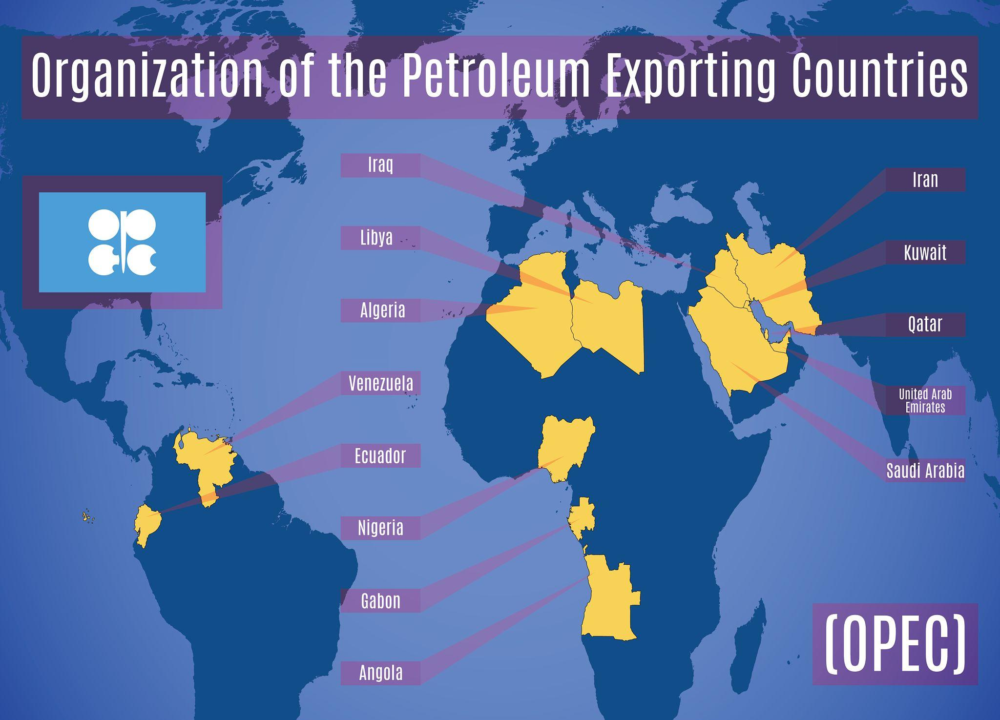 Organization of the Petroleum Exporting Countries
Iraq
Iran
Libya
Kuwait
Algeria
Qatar
Venezuela
United Arab
Emirates
Ecuador
Saudi Arabia
Nigeria
Gabon
(OPEC)
Angola